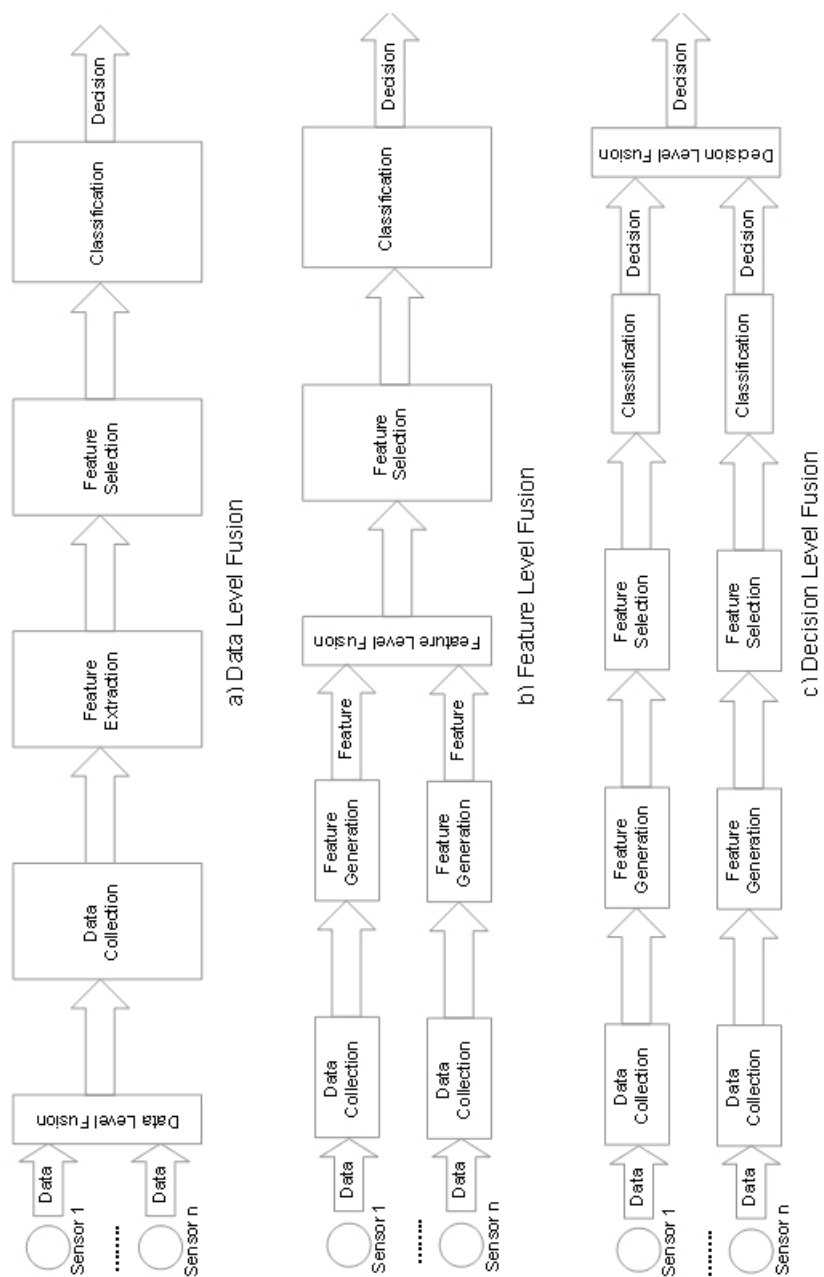 Sensor 1
Sensor n
Data
Data
Data Level Fusion
Data
Collection
Feature
Extraction
Feature
Selection
Classification
Decision
a) Data Level Fusion
Sensor 1
Sensor n
Data
Data
Data
Collection
Data
Collection
Feature
Generation
Feature
Generation
Feature
Feature
Feature Level Fusion
Feature
Selection
Classification
Decision
b) Feature Level Fusion
Sensor 1
Sensor n
Data
Data
Data
Collection
Data
Collection
Feature
Generation
Feature
Generation
Feature
Selection
Feature
Selection
Classification
Classification
Decision
Decision
Decision Level Fusion
Decision
c) Decision Level Fusion